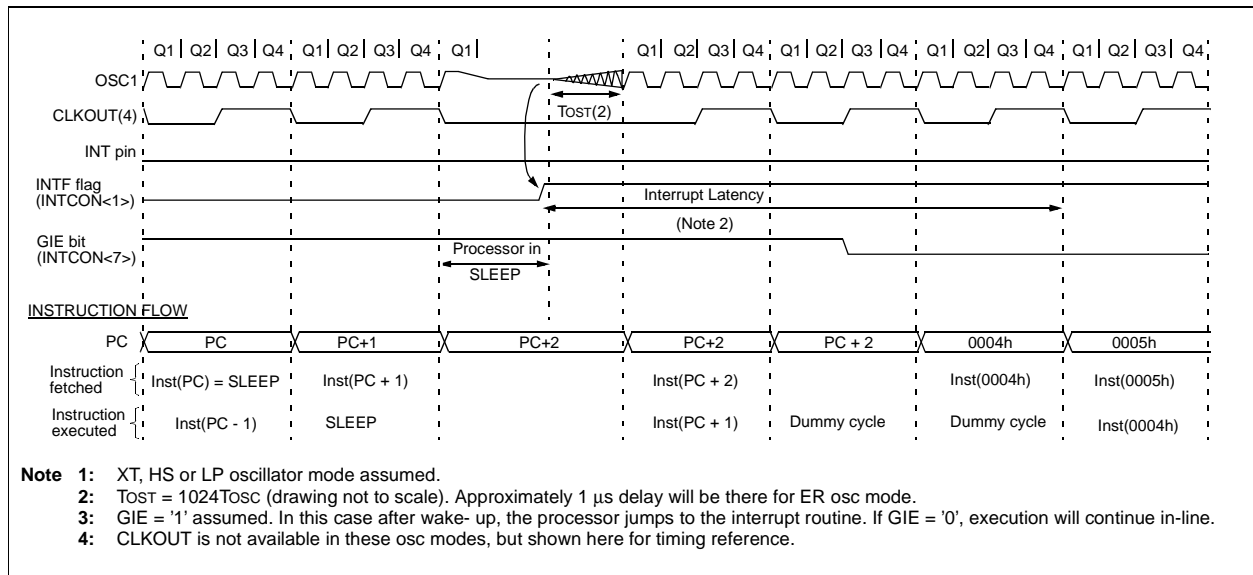 Q1 Q2 Q3 Q4 Q1 Q2 Q3 Q4 Q1 Q1 Q2 Q3 Q4 Q1 Q2 Q3 Q4 Q1 Q2 Q3 Q4 Q1 Q2 Q3 Q4
OSC1
TOST(2)
CLKOUT(4)
INT pin
INTF flag
(INTCON<1>)
Interrupt Latency
(Note 2)
GIE bit
(INTCON<7>)
Processor in
SLEEP
INSTRUCTION FLOW
PC PC PC+1 PC+2 PC+2 PC + 2 0004h 0005h
Instruction
fetched
Inst(PC) = SLEEP Inst(PC + 1) Inst(PC + 2) Inst(0004h) Inst(0005h)
Instruction
executed
Inst(PC - 1) SLEEP Inst(PC + 1) Dummy cycle Dummy cycle Inst(0004h)
Note 1: XT, HS or LP oscillator mode assumed.
2: TOST = 1024TOSC (drawing not to scale). Approximately 1 µs delay will be there for ER osc mode.
3: GIE = '1' assumed. In this case after wake- up, the processor jumps to the interrupt routine. If GIE = '0', execution will continue in-line.
4: CLKOUT is not available in these osc modes, but shown here for timing reference.